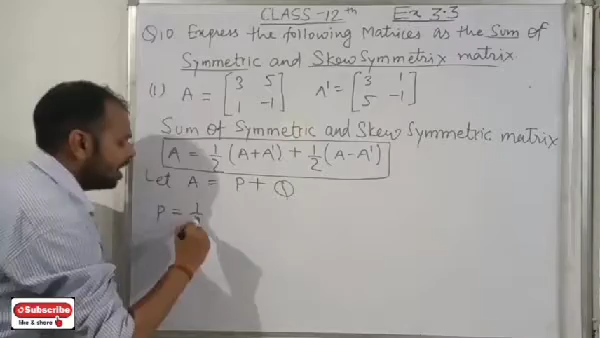 CLASS-12th Ex 3.3
Q10 Express the following Matrices as the Sum of
Symmetric and Skew Symmetrix matrix.
(1) A = [3 5 A' = [3 1
1 -1] 5 -1]
Sum of Symmetric and Skew Symmetric matrix
A = 1/2 (A+A') + 1/2 (A-A')
Let A = P + Q
P = 1/2
Subscribe
like & share